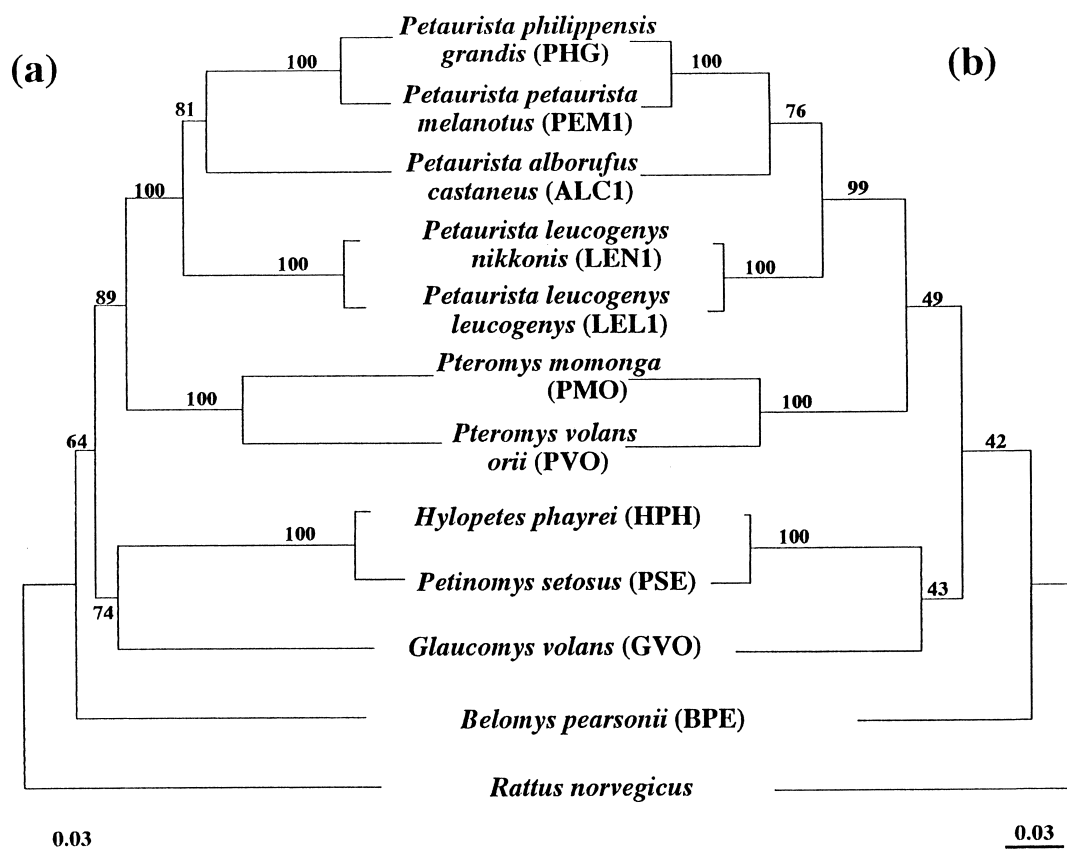 (a)
(b)
Petaurista philippensis
grandis (PHG)
100
100
Petaurista petaurista
melanotus (PEM1)
81
76
Petaurista alborufus
castaneus (ALC1)
100
99
Petaurista leucogenys
nikkonis (LEN1)
100
100
Petaurista leucogenys
leucogenys (LEL1)
89
49
Pteromys momonga
(PMO)
100
100
Pteromys volans
orii (PVO)
64
42
Hylopetes phayrei (HPH)
100
100
Petinomys setosus (PSE)
74
43
Glaucomys volans (GVO)
Belomys pearsonii (BPE)
Rattus norvegicus
0.03
0.03